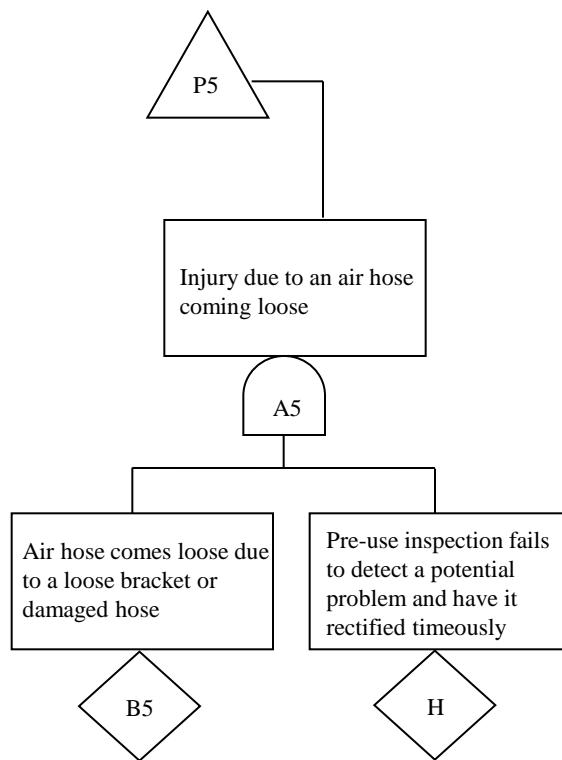 P5
Injury due to an air hose
coming loose
A5
Air hose comes loose due
to a loose bracket or
damaged hose
Pre-use inspection fails
to detect a potential
problem and have it
rectified timeously
B5
H